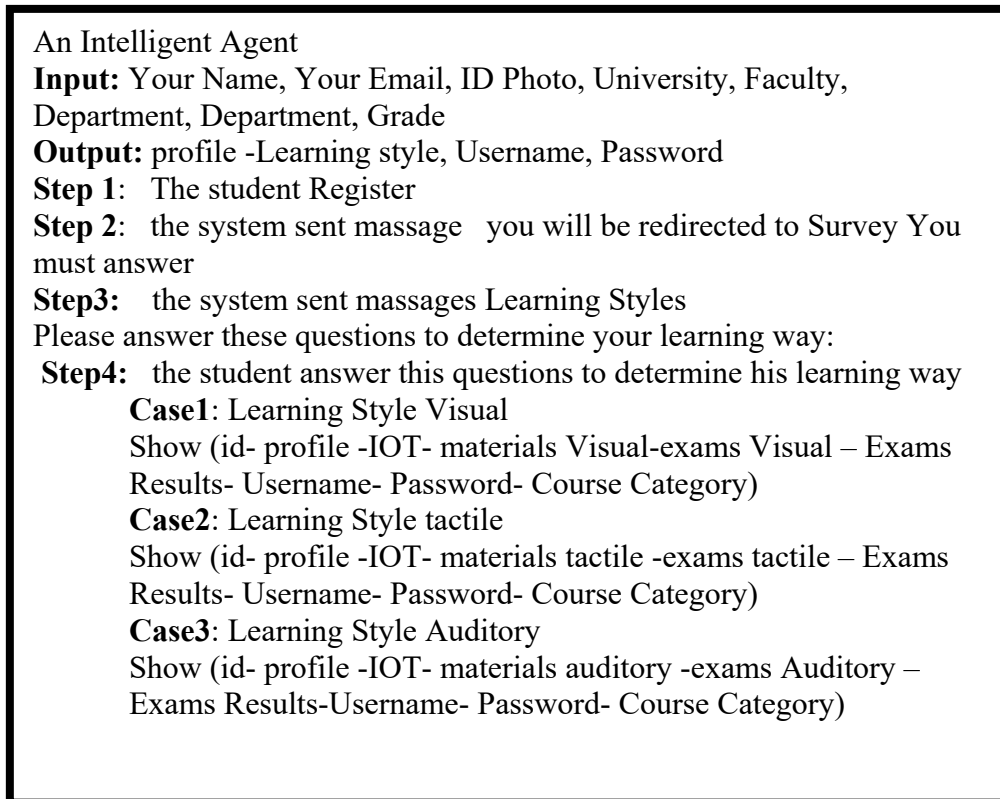 An Intelligent Agent
Input: Your Name, Your Email, ID Photo, University, Faculty,
Department, Department, Grade
Output: profile -Learning style, Username, Password
Step 1:   The student Register
Step 2:   the system sent massage   you will be redirected to Survey You
must answer
Step3:    the system sent massages Learning Styles
Please answer these questions to determine your learning way:
Step4:   the student answer this questions to determine his learning way
Case1: Learning Style Visual
Show (id- profile -IOT- materials Visual-exams Visual – Exams
Results- Username- Password- Course Category)
Case2: Learning Style tactile
Show (id- profile -IOT- materials tactile -exams tactile – Exams
Results- Username- Password- Course Category)
Case3: Learning Style Auditory
Show (id- profile -IOT- materials auditory -exams Auditory –
Exams Results-Username- Password- Course Category)